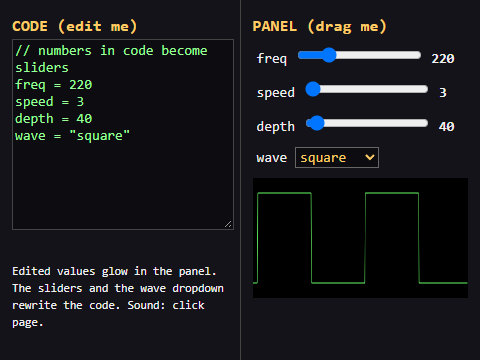 CODE (edit me)
// numbers in code become
sliders
freq = 220
speed = 3
depth = 40
wave = "square"
Edited values glow in the panel.
The sliders and the wave dropdown
rewrite the code. Sound: click
page.
PANEL (drag me)
freq 220
speed 3
depth 40
wave square